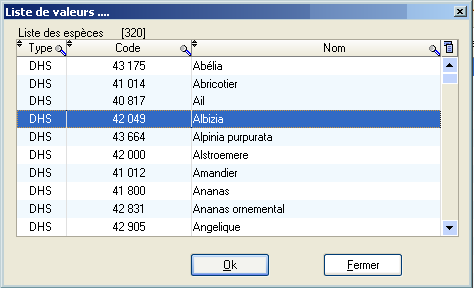 Liste de valeurs ....
Liste des espèces [320]
Type Code Nom
DHS 43 175 Abélia
DHS 41 014 Abricotier
DHS 40 817 Ail
DHS 42 049 Albizia
DHS 43 664 Alpinia purpurata
DHS 42 000 Alstroemere
DHS 41 012 Amandier
DHS 41 800 Ananas
DHS 42 831 Ananas ornemental
DHS 42 905 Angelique
Ok Fermer